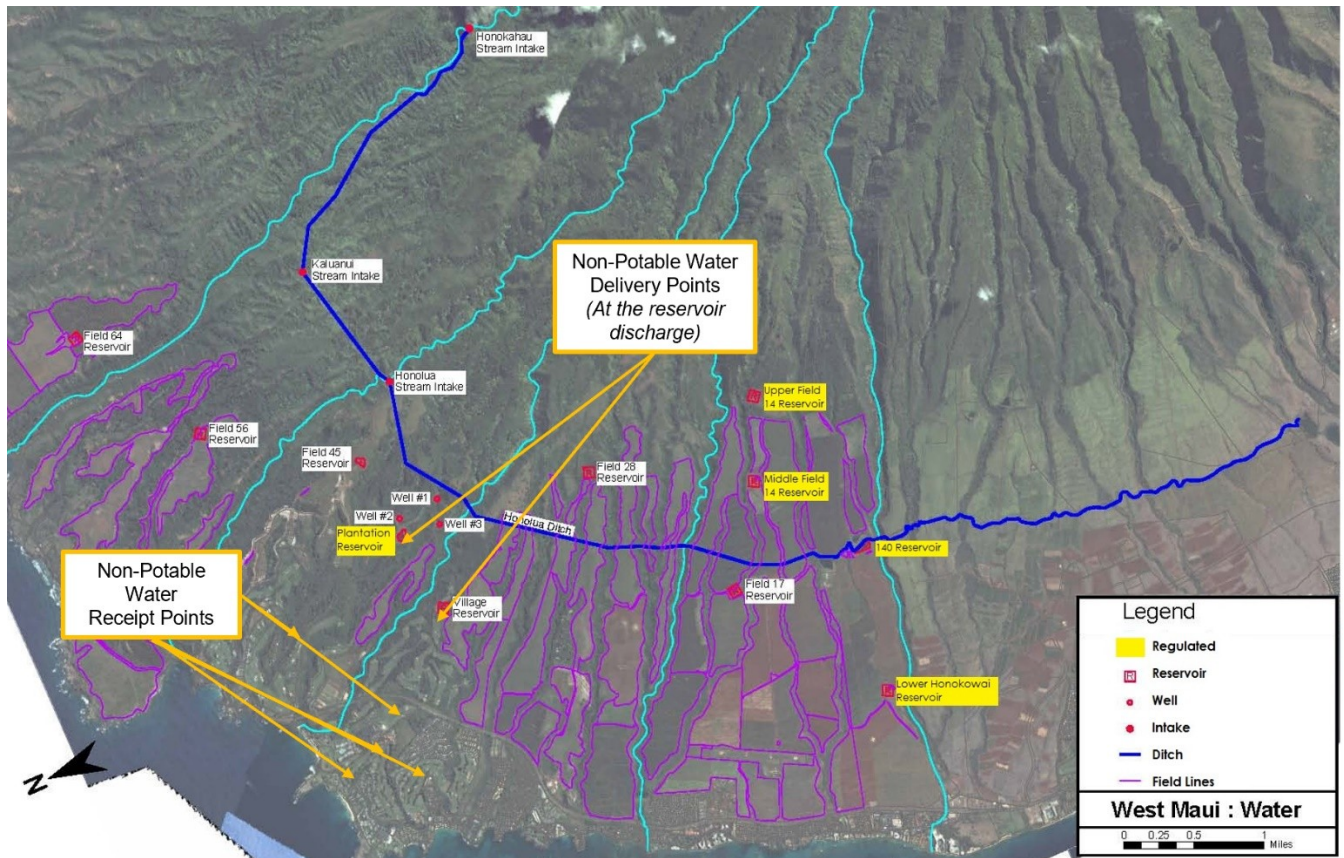 Honokahau
Stream Intake
Kaluanui
Stream Intake
Non-Potable Water
Delivery Points
(At the reservoir
discharge)
Field 64
Reservoir
Honolua
Stream Intake
Upper Field
14 Reservoir
Field 56
Reservoir
Field 45
Reservoir
Field 28
Reservoir
Middle Field
14 Reservoir
Well #1
Well #2
Well #3
Honolua Ditch
Plantation
Reservoir
140 Reservoir
Non-Potable
Water
Receipt Points
Village
Reservoir
Field 17
Reservoir
Lower Honokowai
Reservoir
N
Legend
Regulated
R Reservoir
Well
Intake
Ditch
Field Lines
West Maui : Water
0 0.25 0.5 1
Miles